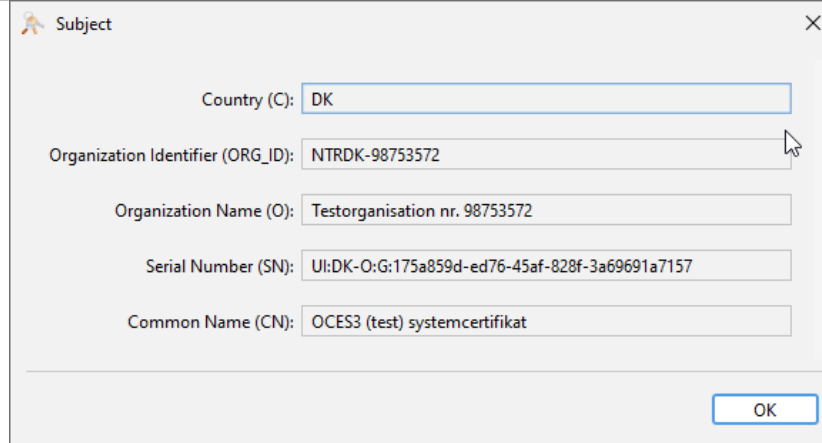 Subject
Country (C): DK
Organization Identifier (ORG_ID): NTRDK-98753572
Organization Name (O): Testorganisation nr. 98753572
Serial Number (SN): UI:DK-O:G:175a859d-ed76-45af-828f-3a69691a7157
Common Name (CN): OCES3 (test) systemcertifikat
OK